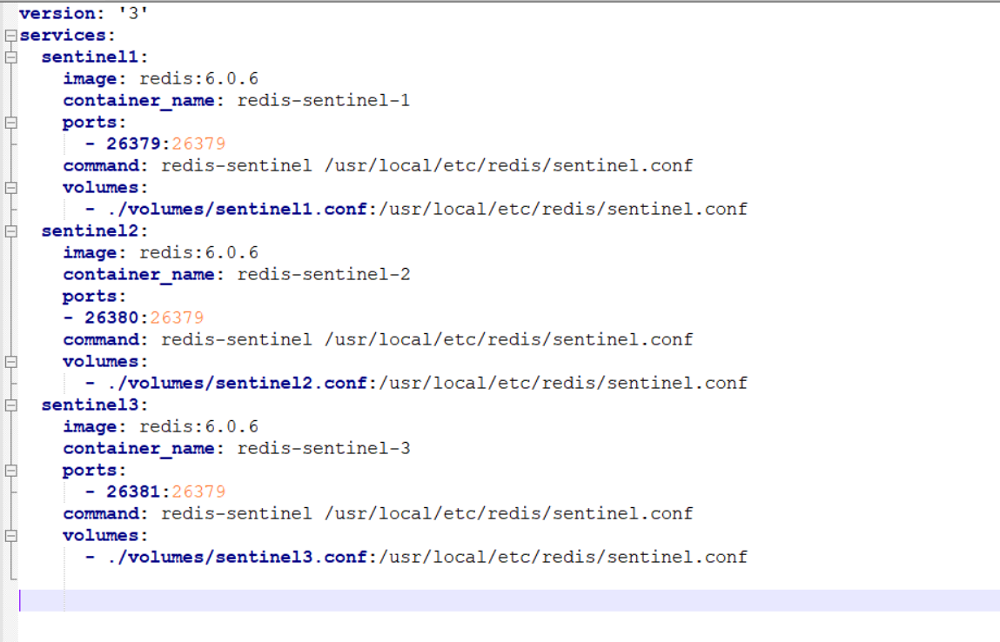 version: '3'
services:
  sentinel1:
    image: redis:6.0.6
    container_name: redis-sentinel-1
    ports:
      - 26379:26379
    command: redis-sentinel /usr/local/etc/redis/sentinel.conf
    volumes:
      - ./volumes/sentinel1.conf:/usr/local/etc/redis/sentinel.conf
  sentinel2:
    image: redis:6.0.6
    container_name: redis-sentinel-2
    ports:
    - 26380:26379
    command: redis-sentinel /usr/local/etc/redis/sentinel.conf
    volumes:
      - ./volumes/sentinel2.conf:/usr/local/etc/redis/sentinel.conf
  sentinel3:
    image: redis:6.0.6
    container_name: redis-sentinel-3
    ports:
      - 26381:26379
    command: redis-sentinel /usr/local/etc/redis/sentinel.conf
    volumes:
      - ./volumes/sentinel3.conf:/usr/local/etc/redis/sentinel.conf